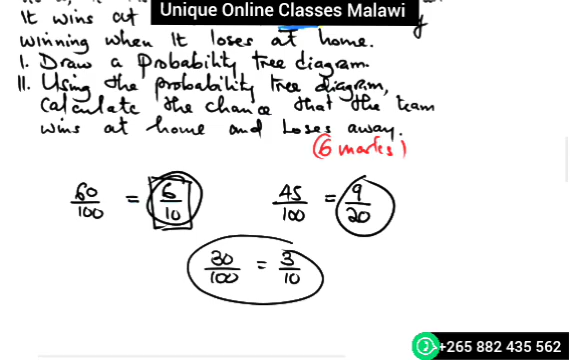 Unique Online Classes Malawi
It wins at
winning when It loses at home.
I. Draw a Probability tree diagram.
II. Using the probability tree diagram,
calculate the chance that the team
wins at home and Loses away.
(6 marks)
60/100 = 6/10 45/100 = 9/20
30/100 = 3/10
+265 882 435 562